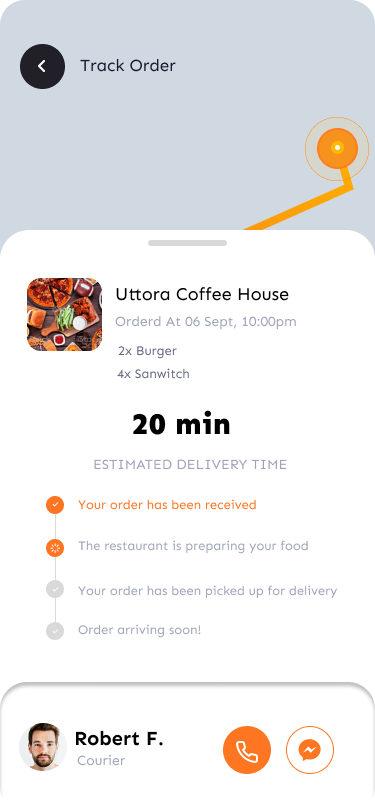 Track Order
Uttora Coffee House
Orderd At 06 Sept, 10:00pm
2x Burger
4x Sanwitch
20 min
ESTIMATED DELIVERY TIME
Your order has been received
The restaurant is preparing your food
Your order has been picked up for delivery
Order arriving soon!
Robert F.
Courier